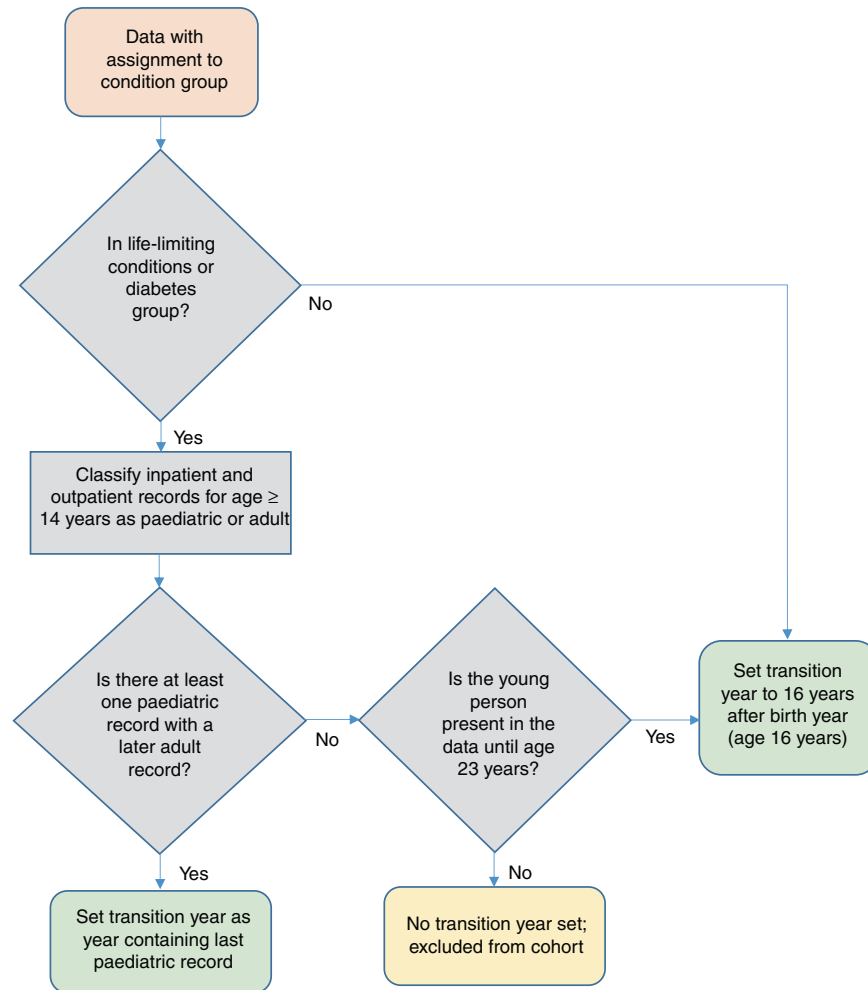 Data with
assignment to
condition group
In life-limiting
conditions or
diabetes
group?
No
Yes
Classify inpatient and
outpatient records for age ≥
14 years as paediatric or adult
Is there at least
one paediatric
record with a
later adult
record?
No
Is the young
person
present in the
data until age
23 years?
Yes
Set transition
year to 16 years
after birth year
(age 16 years)
Yes
Set transition year as
year containing last
paediatric record
No
No transition year set;
excluded from cohort